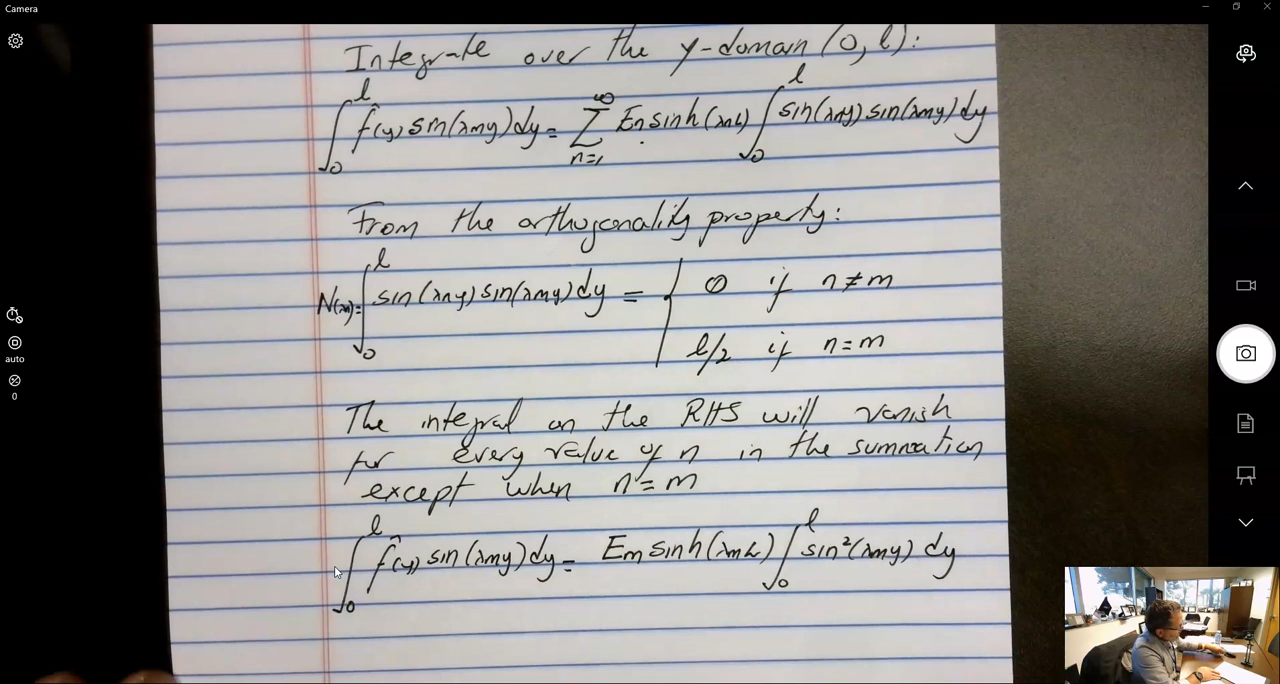 Camera
Integrate over the y-domain (0, l):
∫₀ˡ f̂(y) sin(λmy) dy = ∑ₙ₌₁^∞ En sinh(λnL) ∫₀ˡ sin(λny) sin(λmy) dy
From the orthogonality property:
N(λn) = ∫₀ˡ sin(λny) sin(λmy) dy = { 0 if n ≠ m
l/2 if n = m
The integral on the RHS will vanish
for every value of n in the summation
except when n = m
∫₀ˡ f̂(y) sin(λmy) dy = Em sinh(λmL) ∫₀ˡ sin²(λmy) dy
auto
0